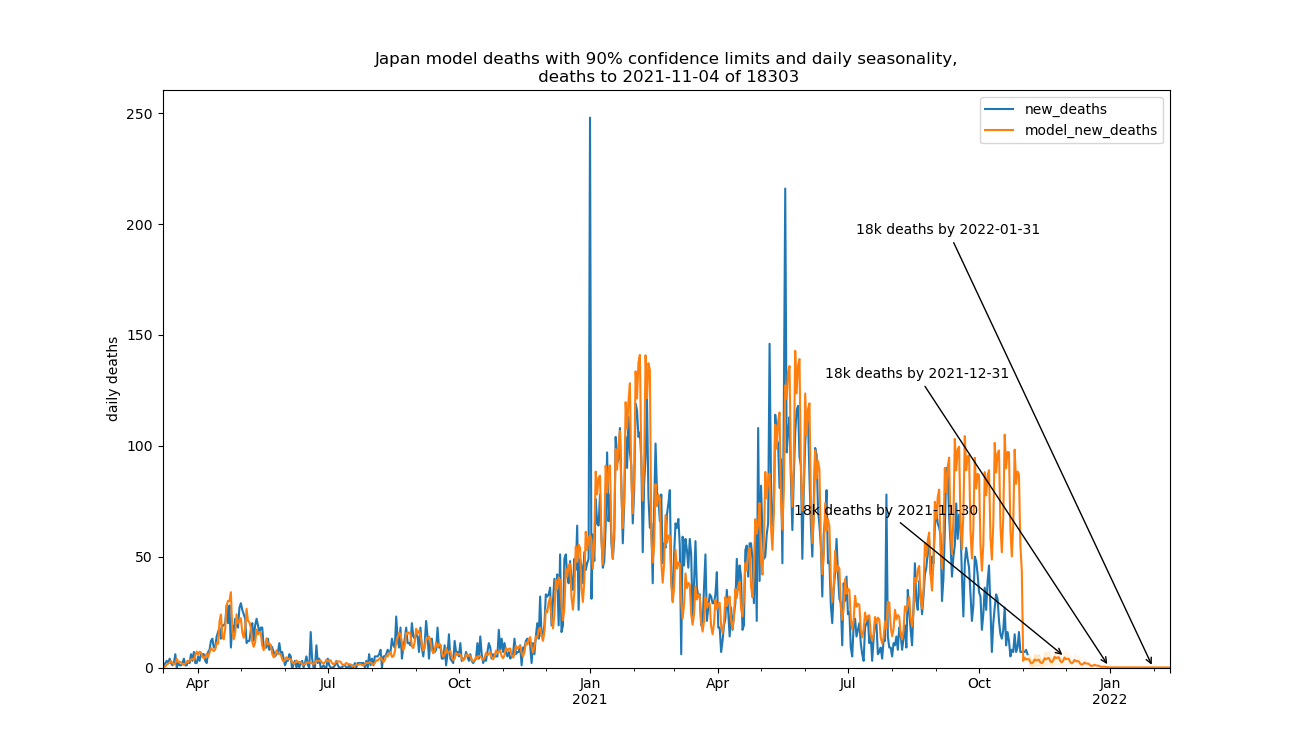 Japan model deaths with 90% confidence limits and daily seasonality,
deaths to 2021-11-04 of 18303
new_deaths
model_new_deaths
daily deaths
250
200
150
100
50
0
18k deaths by 2022-01-31
18k deaths by 2021-12-31
18k deaths by 2021-11-30
Apr Jul Oct Jan Apr Jul Oct Jan
2021 2022